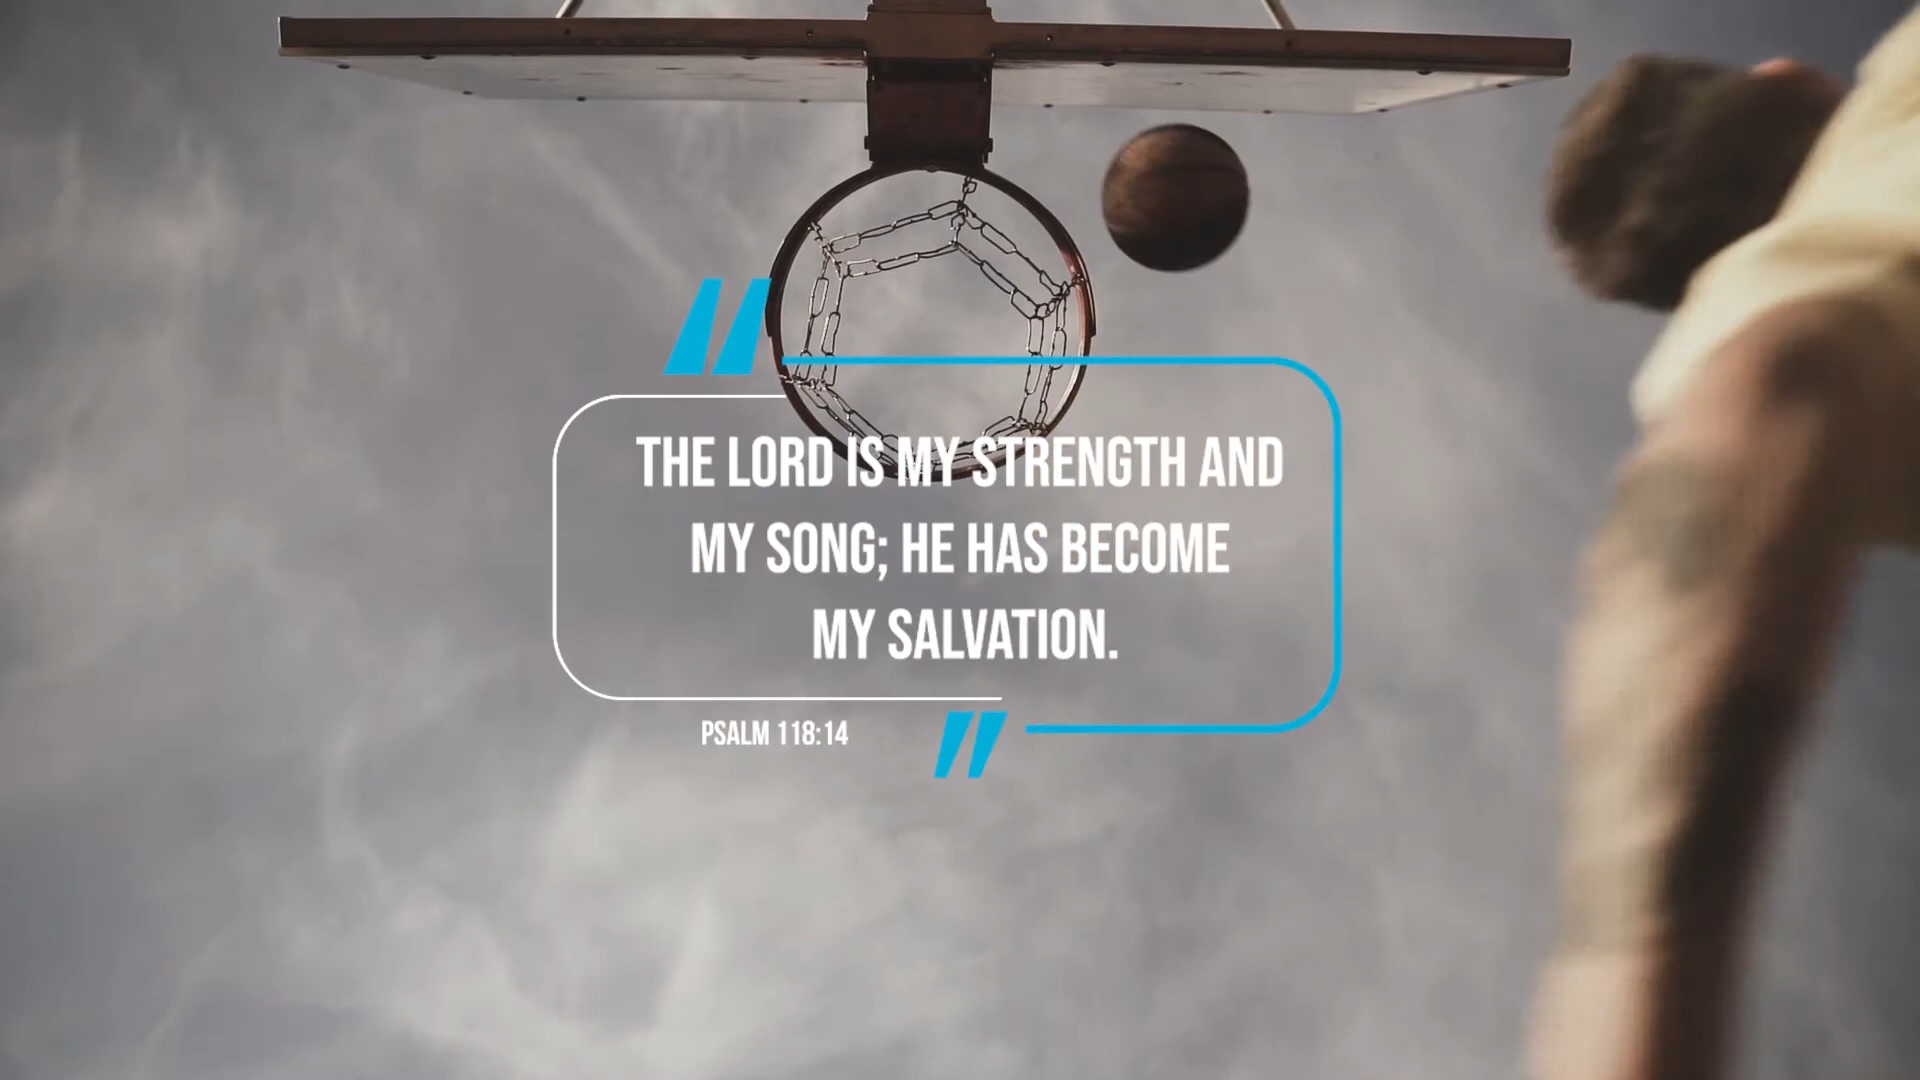 THE LORD IS MY STRENGTH AND
MY SONG; HE HAS BECOME
MY SALVATION.
PSALM 118:14